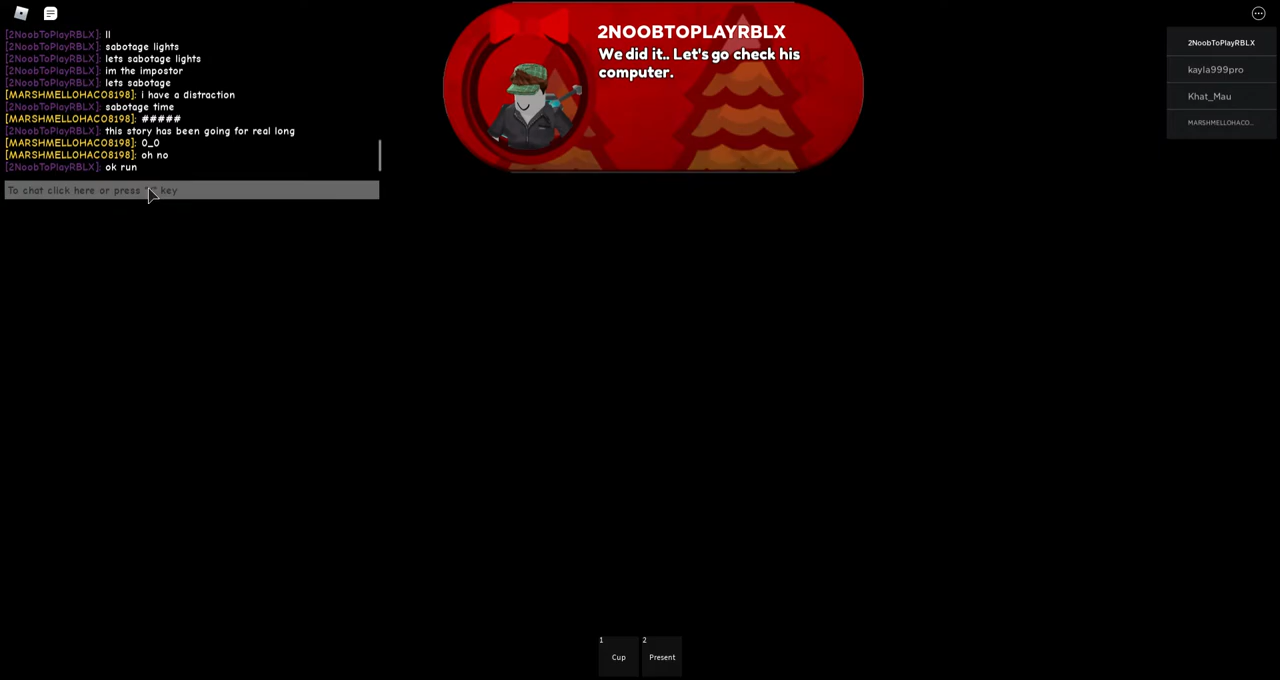 [2NoobToPlayRBLX]: ll
[2NoobToPlayRBLX]: sabotage lights
[2NoobToPlayRBLX]: lets sabotage lights
[2NoobToPlayRBLX]: im the impostor
[2NoobToPlayRBLX]: lets sabotage
[MARSHMELLOHACO8198]: i have a distraction
[2NoobToPlayRBLX]: sabotage time
[MARSHMELLOHACO8198]: #####
[2NoobToPlayRBLX]: this story has been going for real long
[MARSHMELLOHACO8198]: 0_0
[MARSHMELLOHACO8198]: oh no
[2NoobToPlayRBLX]: ok run
To chat click here or press key
2NOOBTOPLAYRBLX
We did it.. Let's go check his
computer.
2NoobToPlayRBLX
kayla999pro
Khat_Mau
MARSHMELLOHACO...
1
Cup
2
Present